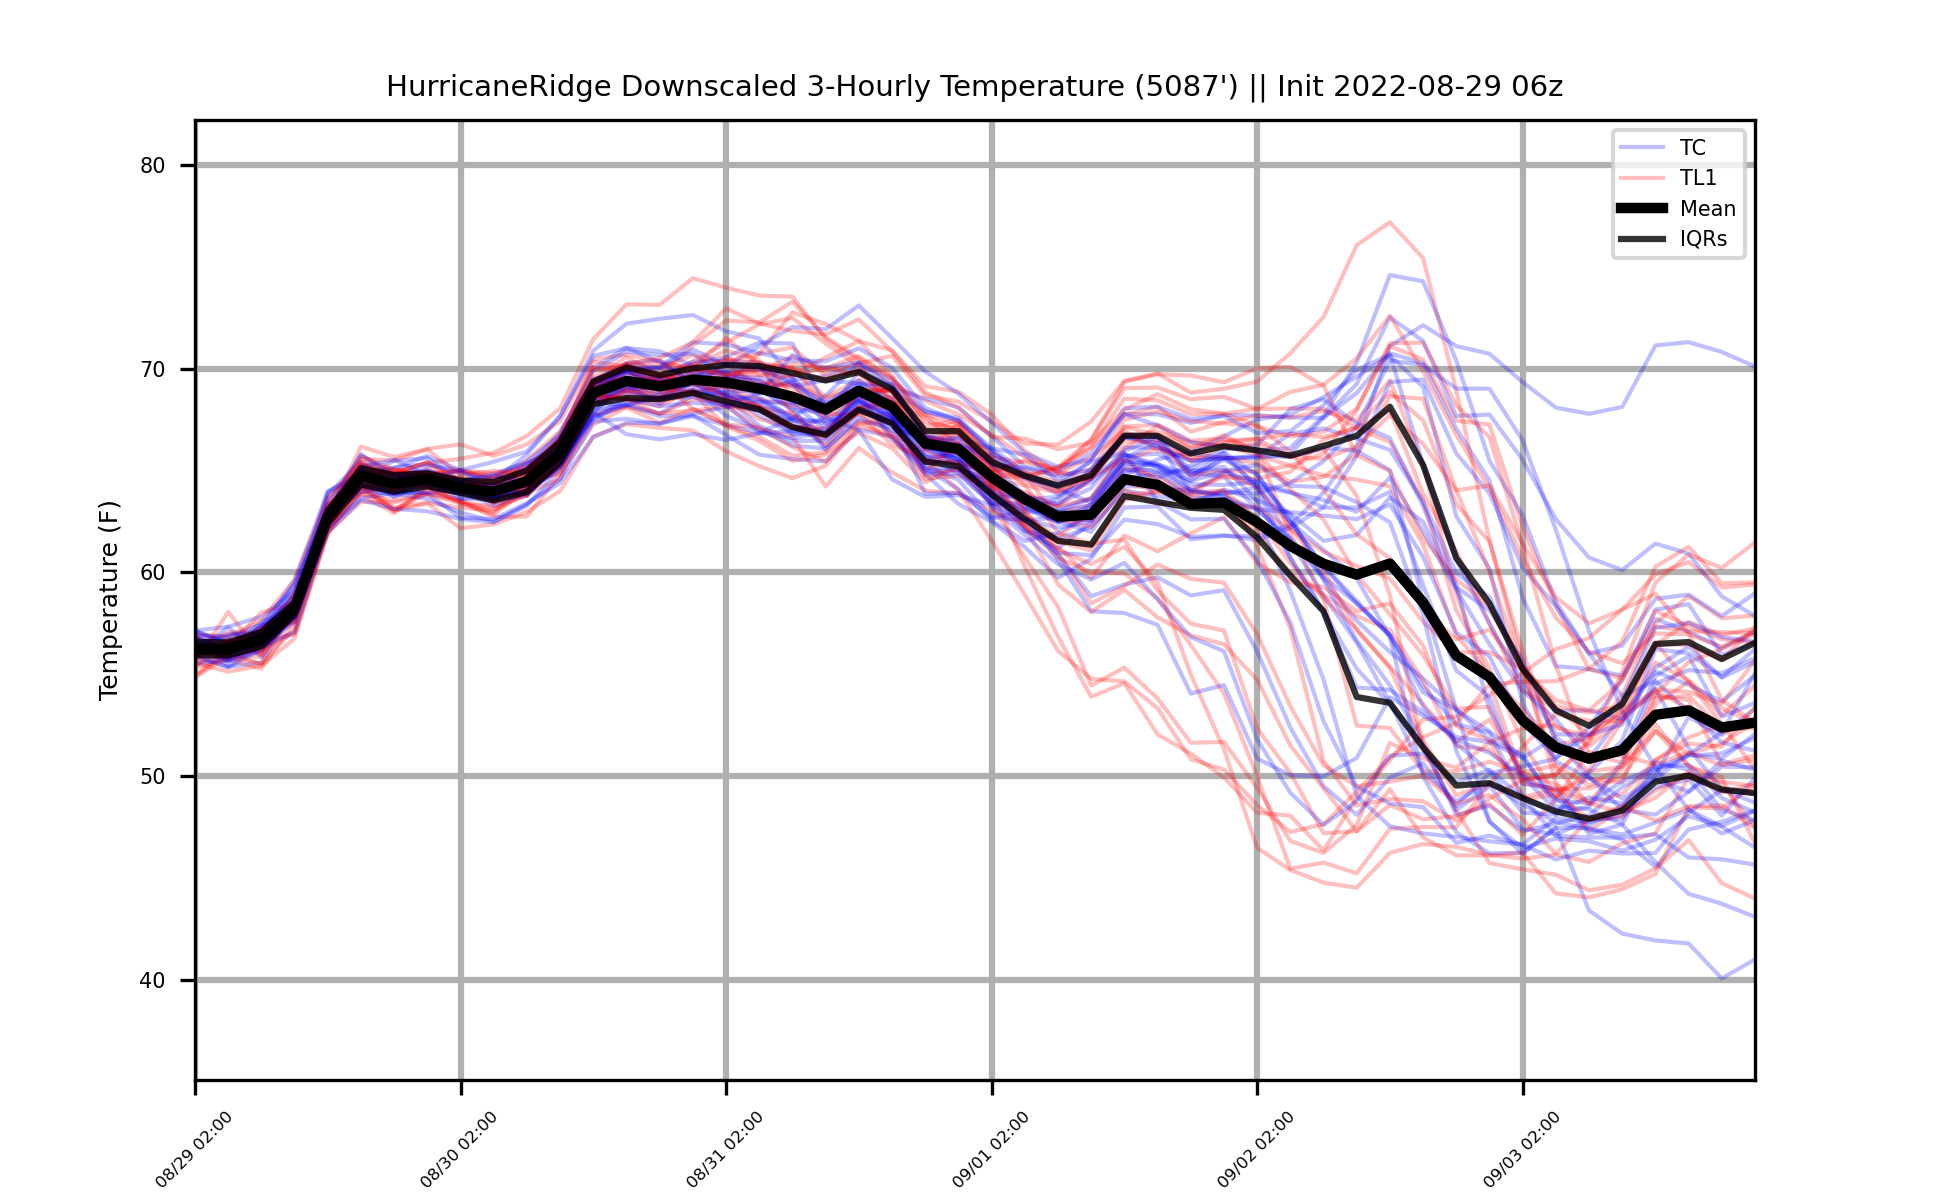 HurricaneRidge Downscaled 3-Hourly Temperature (5087') || Init 2022-08-29 06z
TC
TL1
Mean
IQRs
Temperature (F)
80
70
60
50
40
08/29 02:00
08/30 02:00
08/31 02:00
09/01 02:00
09/02 02:00
09/03 02:00